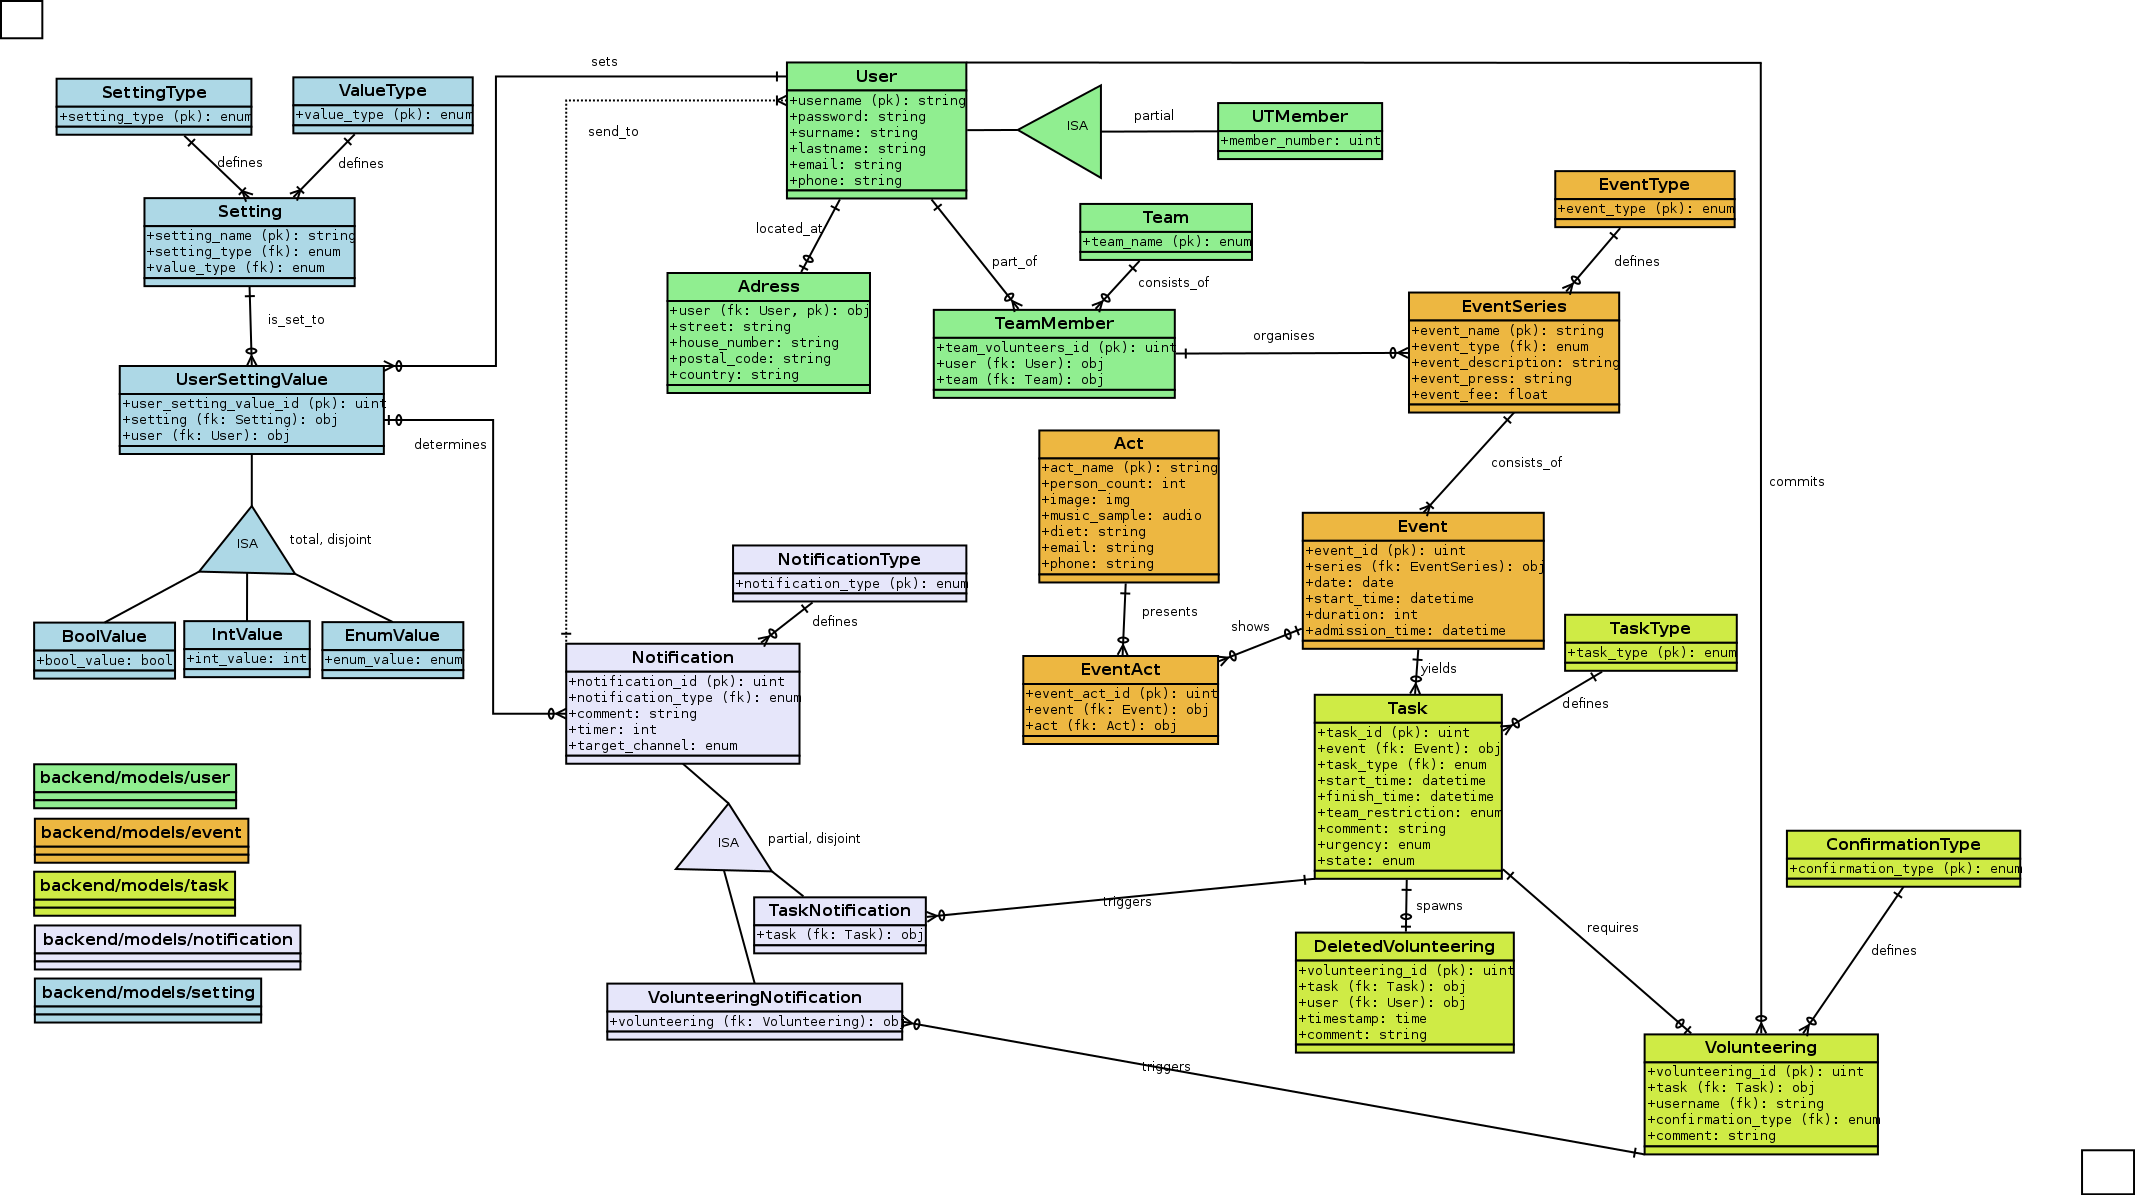 sets
User
+username (pk): string
+password: string
+surname: string
+lastname: string
+email: string
+phone: string
send_to
ISA
partial
UTMember
+member_number: uint
SettingType
+setting_type (pk): enum
ValueType
+value_type (pk): enum
defines
defines
Setting
+setting_name (pk): string
+setting_type (fk): enum
+value_type (fk): enum
is_set_to
located_at
part_of
Team
+team_name (pk): enum
consists_of
EventType
+event_type (pk): enum
defines
Adress
+user (fk: User, pk): obj
+street: string
+house_number: string
+postal_code: string
+country: string
TeamMember
+team_volunteers_id (pk): uint
+user (fk: User): obj
+team (fk: Team): obj
organises
EventSeries
+event_name (pk): string
+event_type (fk): enum
+event_description: string
+event_press: string
+event_fee: float
UserSettingValue
+user_setting_value_id (pk): uint
+setting (fk: Setting): obj
+user (fk: User): obj
determines
consists_of
commits
Act
+act_name (pk): string
+person_count: int
+image: img
+music_sample: audio
+diet: string
+email: string
+phone: string
presents
ISA
total, disjoint
Event
+event_id (pk): uint
+series (fk: EventSeries): obj
+date: date
+start_time: datetime
+duration: int
+admission_time: datetime
shows
yields
NotificationType
+notification_type (pk): enum
defines
BoolValue
+bool_value: bool
IntValue
+int_value: int
EnumValue
+enum_value: enum
TaskType
+task_type (pk): enum
defines
Notification
+notification_id (pk): uint
+notification_type (fk): enum
+comment: string
+timer: int
+target_channel: enum
EventAct
+event_act_id (pk): uint
+event (fk: Event): obj
+act (fk: Act): obj
Task
+task_id (pk): uint
+event (fk: Event): obj
+task_type (fk): enum
+start_time: datetime
+finish_time: datetime
+team_restriction: enum
+comment: string
+urgency: enum
+state: enum
backend/models/user
backend/models/event
backend/models/task
backend/models/notification
backend/models/setting
ISA
partial, disjoint
TaskNotification
+task (fk: Task): obj
triggers
spawns
requires
ConfirmationType
+confirmation_type (pk): enum
defines
DeletedVolunteering
+volunteering_id (pk): uint
+task (fk: Task): obj
+user (fk: User): obj
+timestamp: time
+comment: string
VolunteeringNotification
+volunteering (fk: Volunteering): obj
triggers
Volunteering
+volunteering_id (pk): uint
+task (fk: Task): obj
+username (fk): string
+confirmation_type (fk): enum
+comment: string